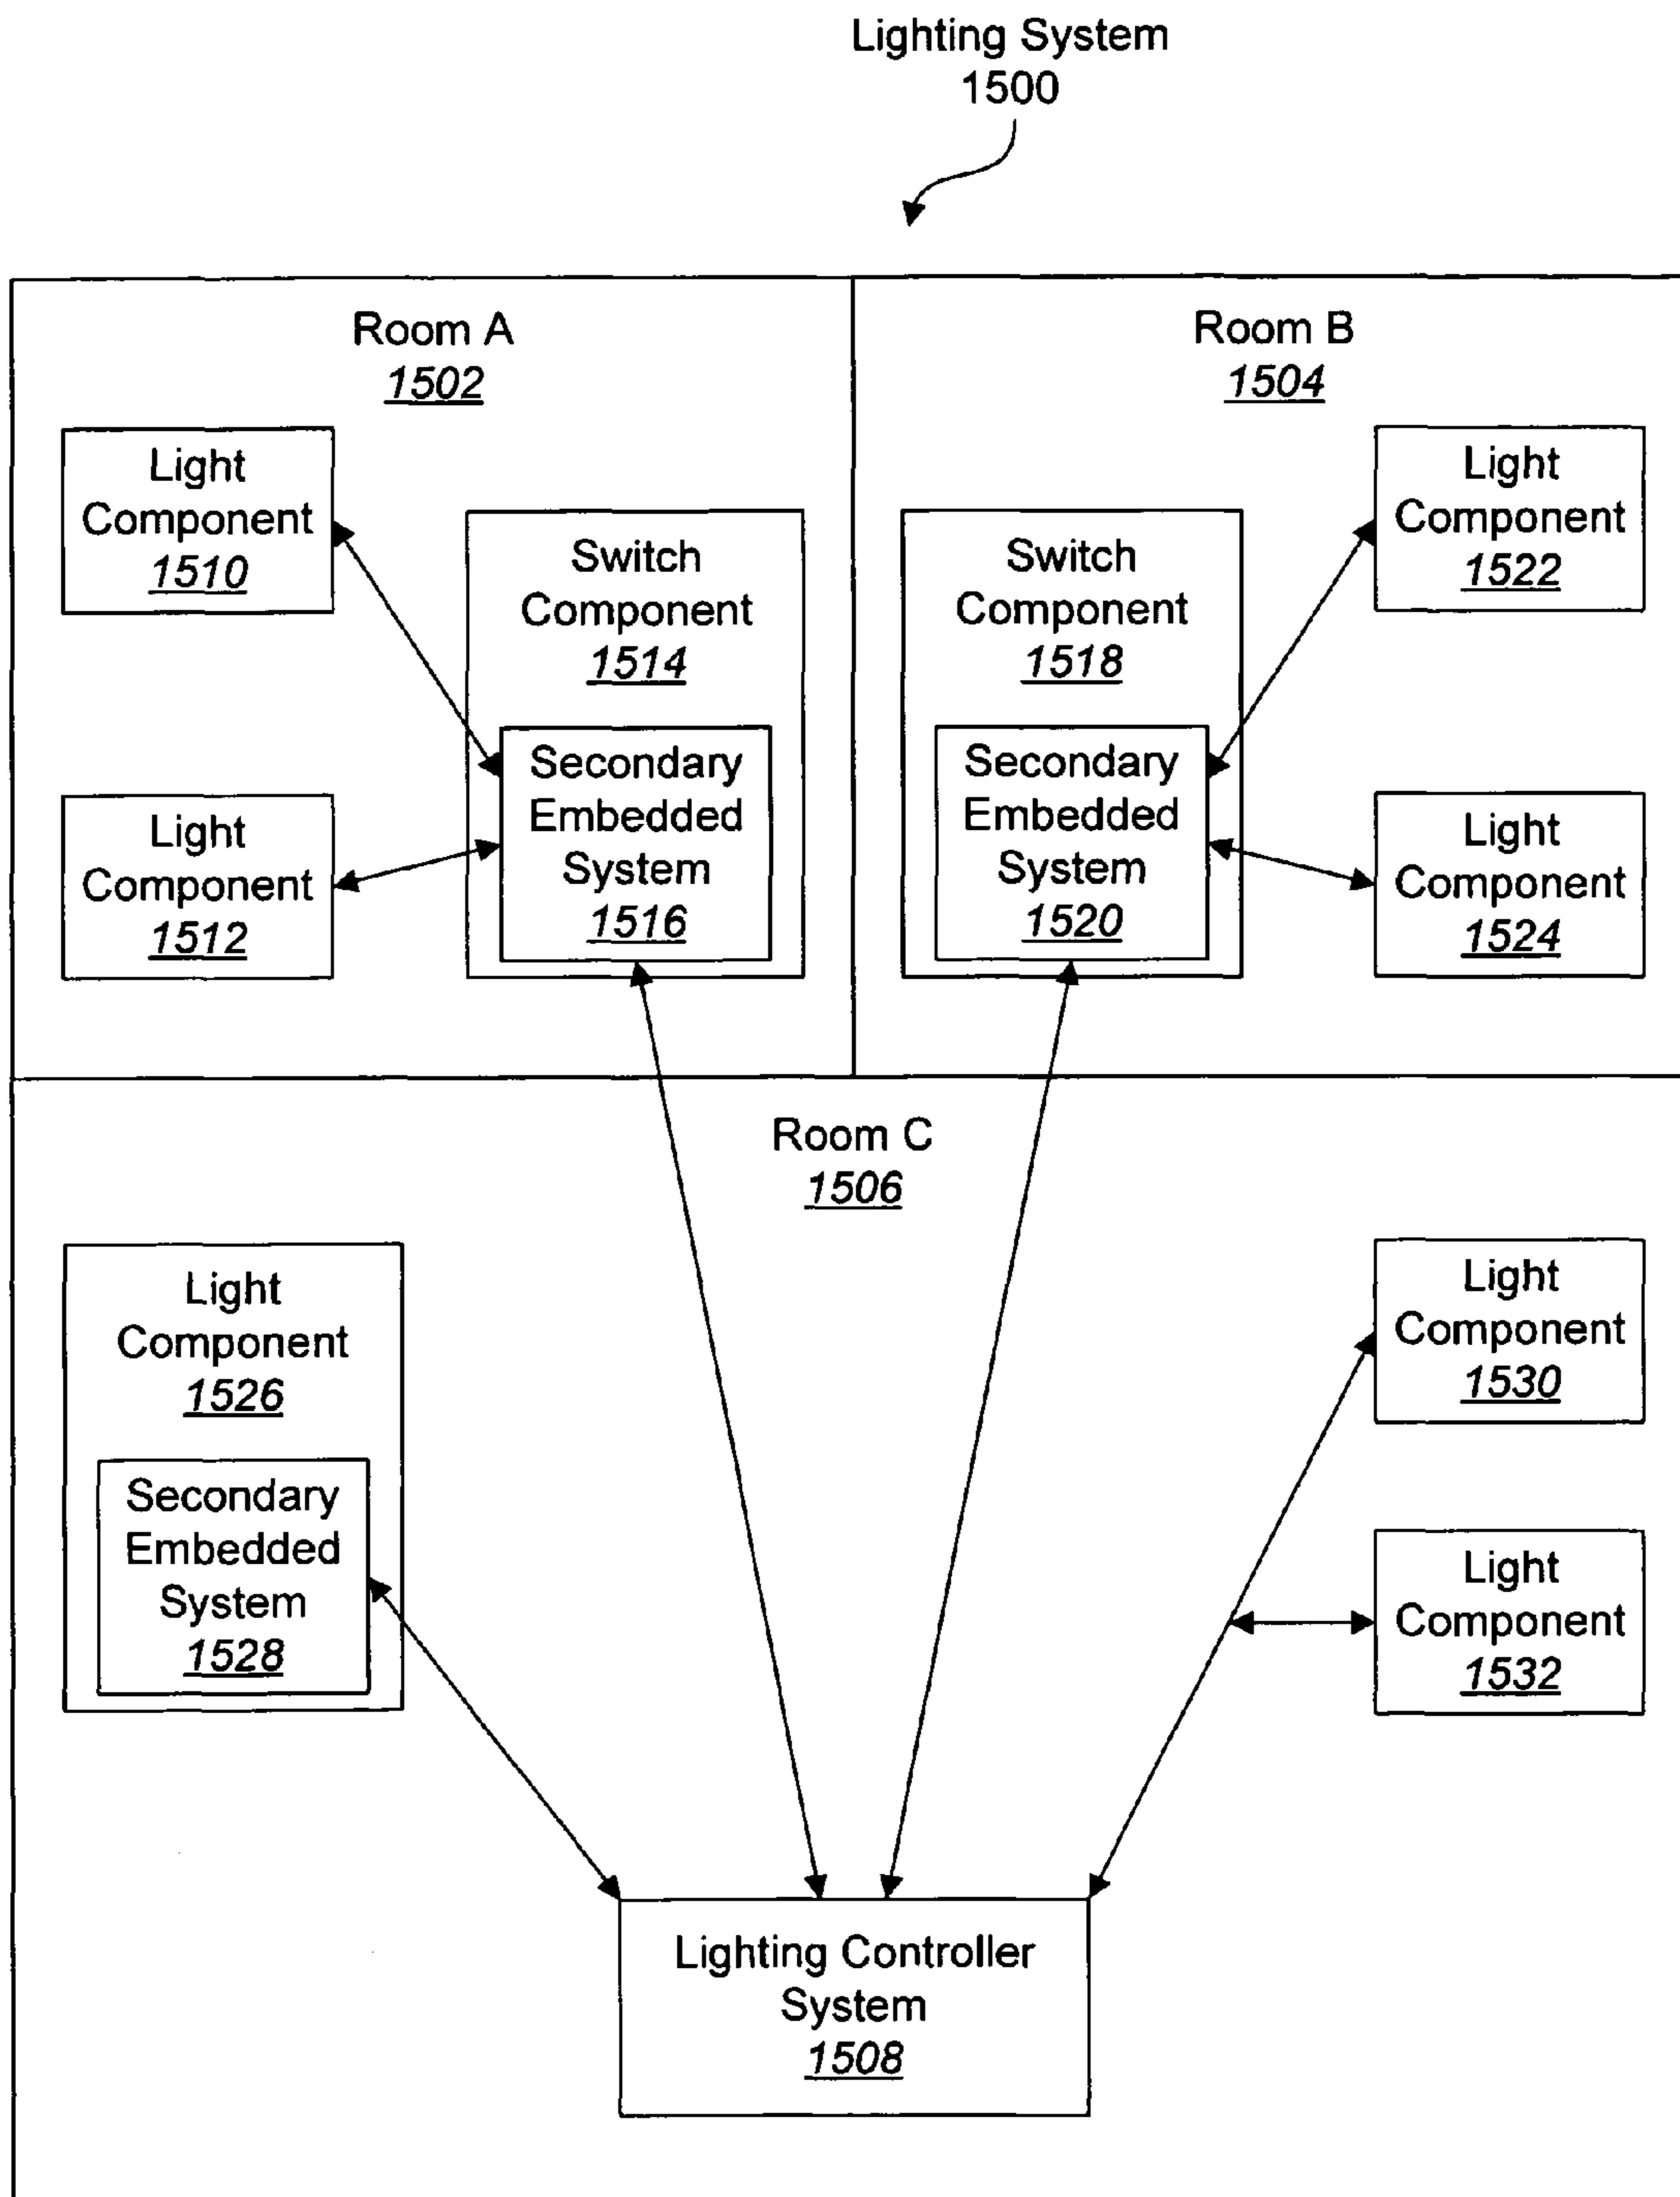 Lighting System
1500
Room A
1502
Room B
1504
Light
Component
1510
Switch
Component
1514
Secondary
Embedded
System
1516
Light
Component
1512
Switch
Component
1518
Secondary
Embedded
System
1520
Light
Component
1522
Light
Component
1524
Room C
1506
Light
Component
1526
Secondary
Embedded
System
1528
Light
Component
1530
Light
Component
1532
Lighting Controller
System
1508